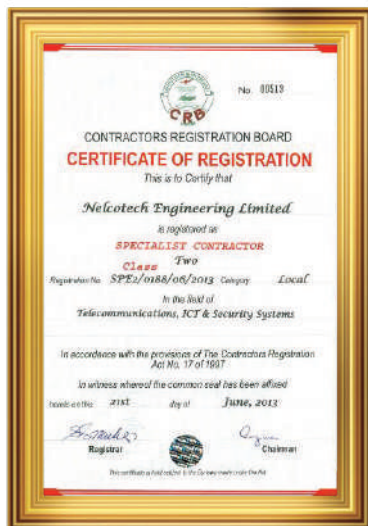 CRB
No. 00513
CONTRACTORS REGISTRATION BOARD
CERTIFICATE OF REGISTRATION
This is to Certify that
Nelcotech Engineering Limited
is registered as
SPECIALIST CONTRACTOR
Class Two
Registration No. SPE2/0188/06/2013 Category Local
In the field of
Telecommunications, ICT & Security Systems
In accordance with the provisions of The Contractors Registration
Act No. 17 of 1997
In witness whereof the common seal has been affixed
hereto on this 21st day of June, 2013
Registrar
Chairman